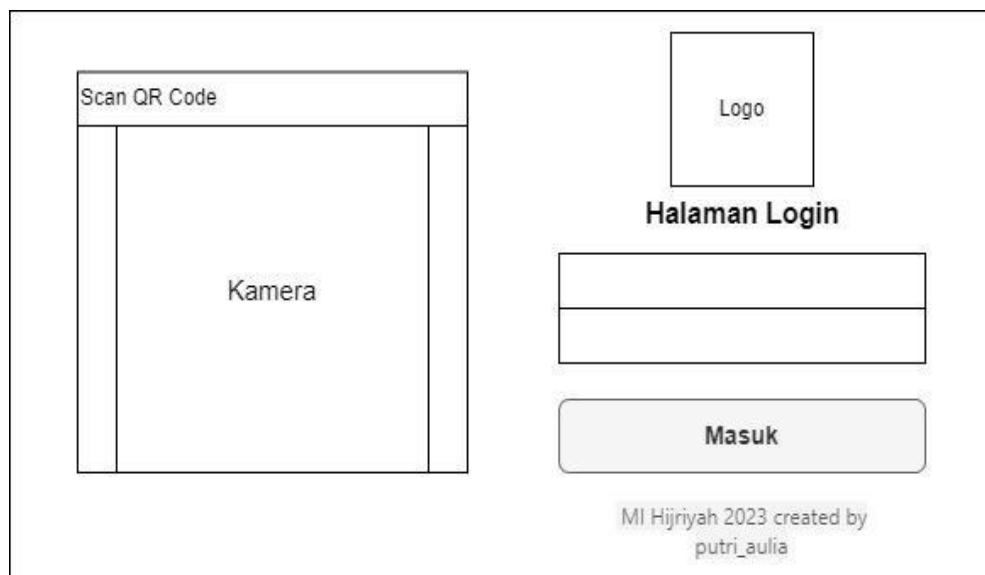 Scan QR Code
Kamera
Logo
Halaman Login
Masuk
MI Hijriyah 2023 created by
putri_aulia